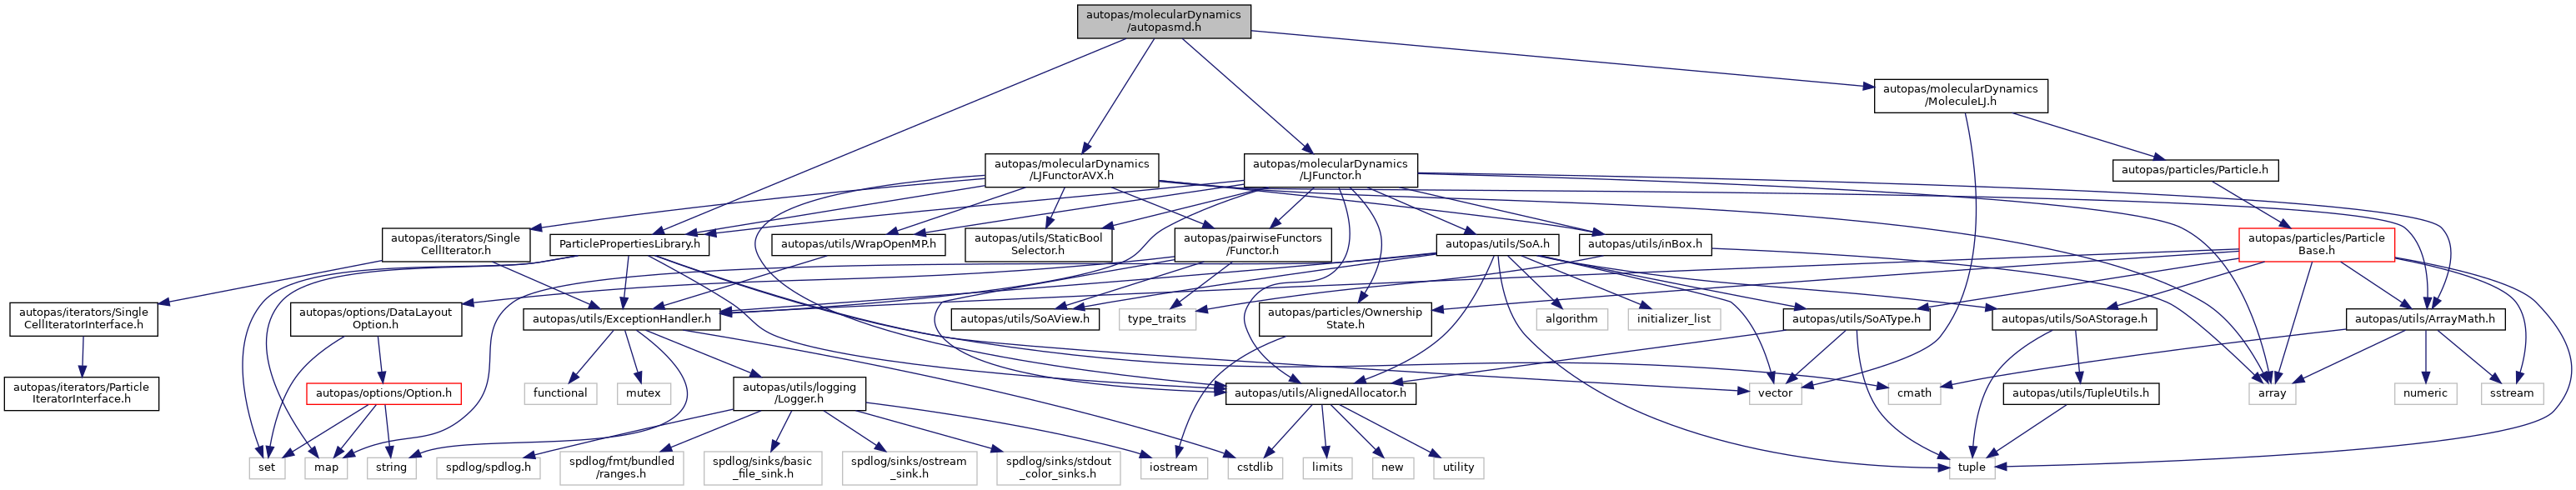 autopas/molecularDynamics
/autopasmd.h
autopas/molecularDynamics
/MoleculeLJ.h
autopas/molecularDynamics
/LJFunctorAVX.h
autopas/molecularDynamics
/LJFunctor.h
autopas/particles/Particle.h
autopas/iterators/Single
CellIterator.h
ParticlePropertiesLibrary.h
autopas/utils/WrapOpenMP.h
autopas/utils/StaticBool
Selector.h
autopas/pairwiseFunctors
/Functor.h
autopas/utils/SoA.h
autopas/utils/inBox.h
autopas/particles/Particle
Base.h
autopas/iterators/Single
CellIteratorInterface.h
autopas/options/DataLayout
Option.h
autopas/utils/ExceptionHandler.h
autopas/utils/SoAView.h
type_traits
autopas/particles/Ownership
State.h
algorithm
initializer_list
autopas/utils/SoAType.h
autopas/utils/SoAStorage.h
autopas/utils/ArrayMath.h
autopas/iterators/Particle
IteratorInterface.h
autopas/options/Option.h
functional
mutex
autopas/utils/logging
/Logger.h
autopas/utils/AlignedAllocator.h
vector
cmath
autopas/utils/TupleUtils.h
array
numeric
sstream
set
map
string
spdlog/spdlog.h
spdlog/fmt/bundled
/ranges.h
spdlog/sinks/basic
_file_sink.h
spdlog/sinks/ostream
_sink.h
spdlog/sinks/stdout
_color_sinks.h
iostream
cstdlib
limits
new
utility
tuple